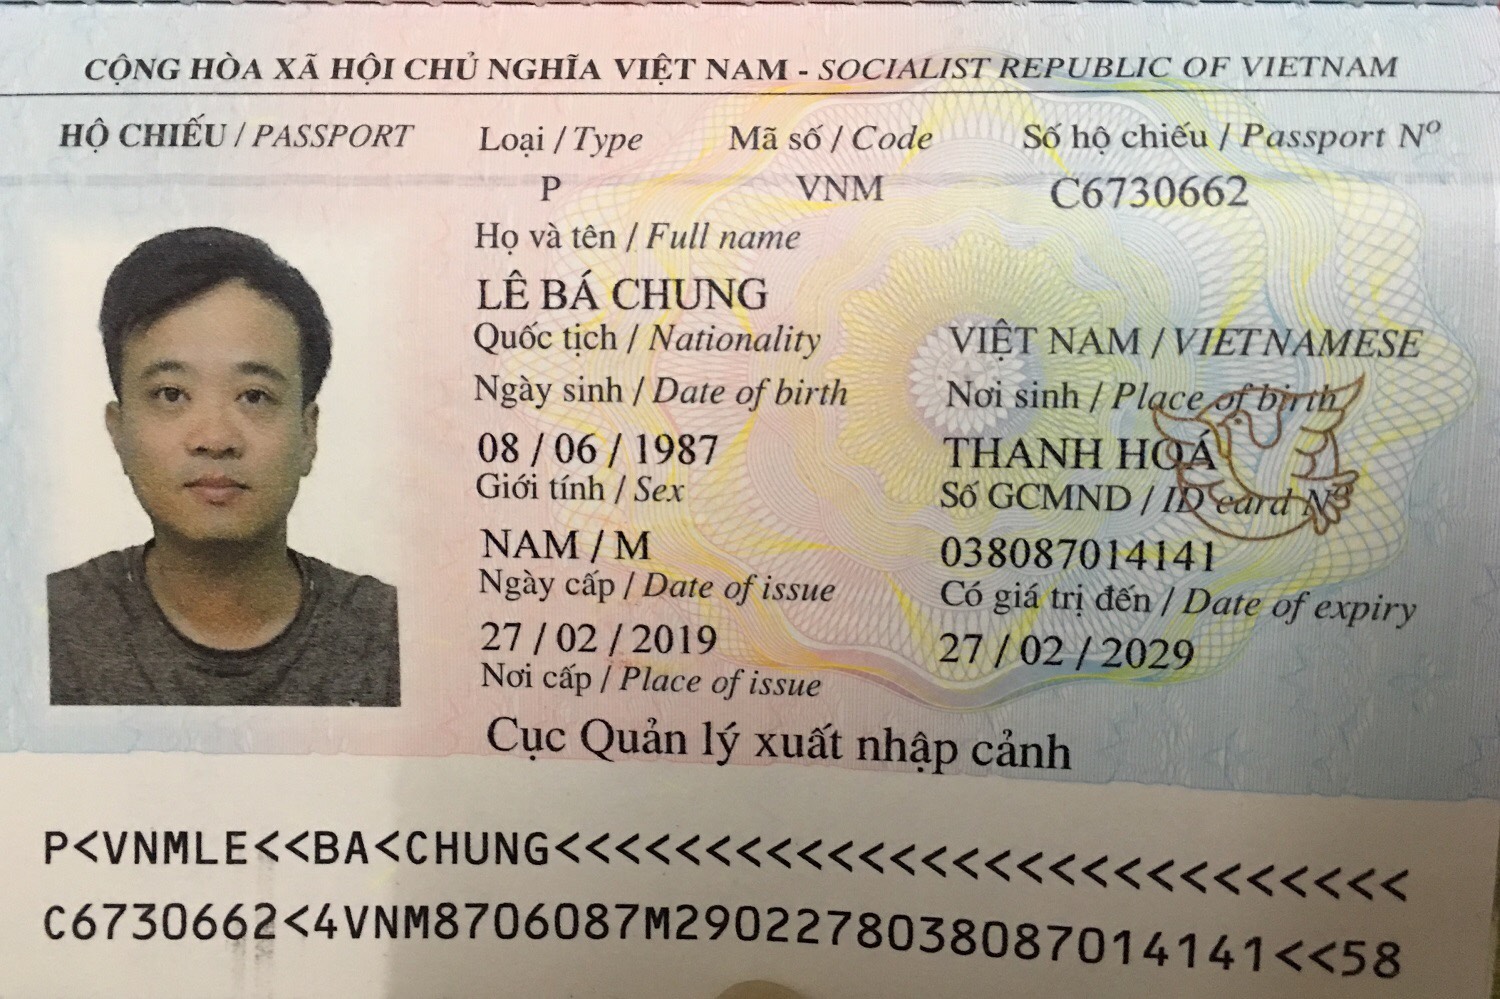 CỘNG HÒA XÃ HỘI CHỦ NGHĨA VIỆT NAM - SOCIALIST REPUBLIC OF VIETNAM
HỘ CHIẾU / PASSPORT Loại / Type Mã số / Code Số hộ chiếu / Passport Nº
P VNM C6730662
Họ và tên / Full name
LÊ BÁ CHUNG
Quốc tịch / Nationality VIỆT NAM / VIETNAMESE
Ngày sinh / Date of birth Nơi sinh / Place of birth
08 / 06 / 1987 THANH HOÁ
Giới tính / Sex Số GCMND / ID card Nº
NAM / M 038087014141
Ngày cấp / Date of issue Có giá trị đến / Date of expiry
27 / 02 / 2019 27 / 02 / 2029
Nơi cấp / Place of issue
Cục Quản lý xuất nhập cảnh
P<VNMLE<<BA<CHUNG<<<<<<<<<<<<<<<<<<<<<<<<<<<
C6730662<4VNM8706087M2902278038087014141<<58